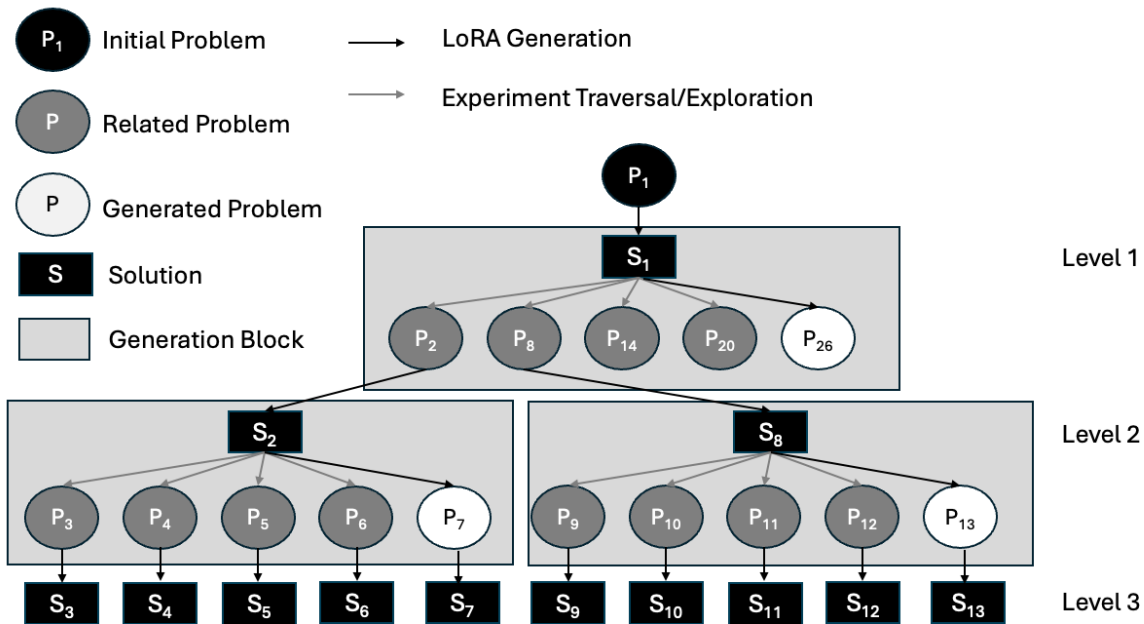 P₁ Initial Problem
LoRA Generation
Experiment Traversal/Exploration
P Related Problem
P Generated Problem
S Solution
Generation Block
P₁
S₁ Level 1
P₂ P₈ P₁₄ P₂₀ P₂₆
S₂ S₈ Level 2
P₃ P₄ P₅ P₆ P₇ P₉ P₁₀ P₁₁ P₁₂ P₁₃
S₃ S₄ S₅ S₆ S₇ S₉ S₁₀ S₁₁ S₁₂ S₁₃ Level 3